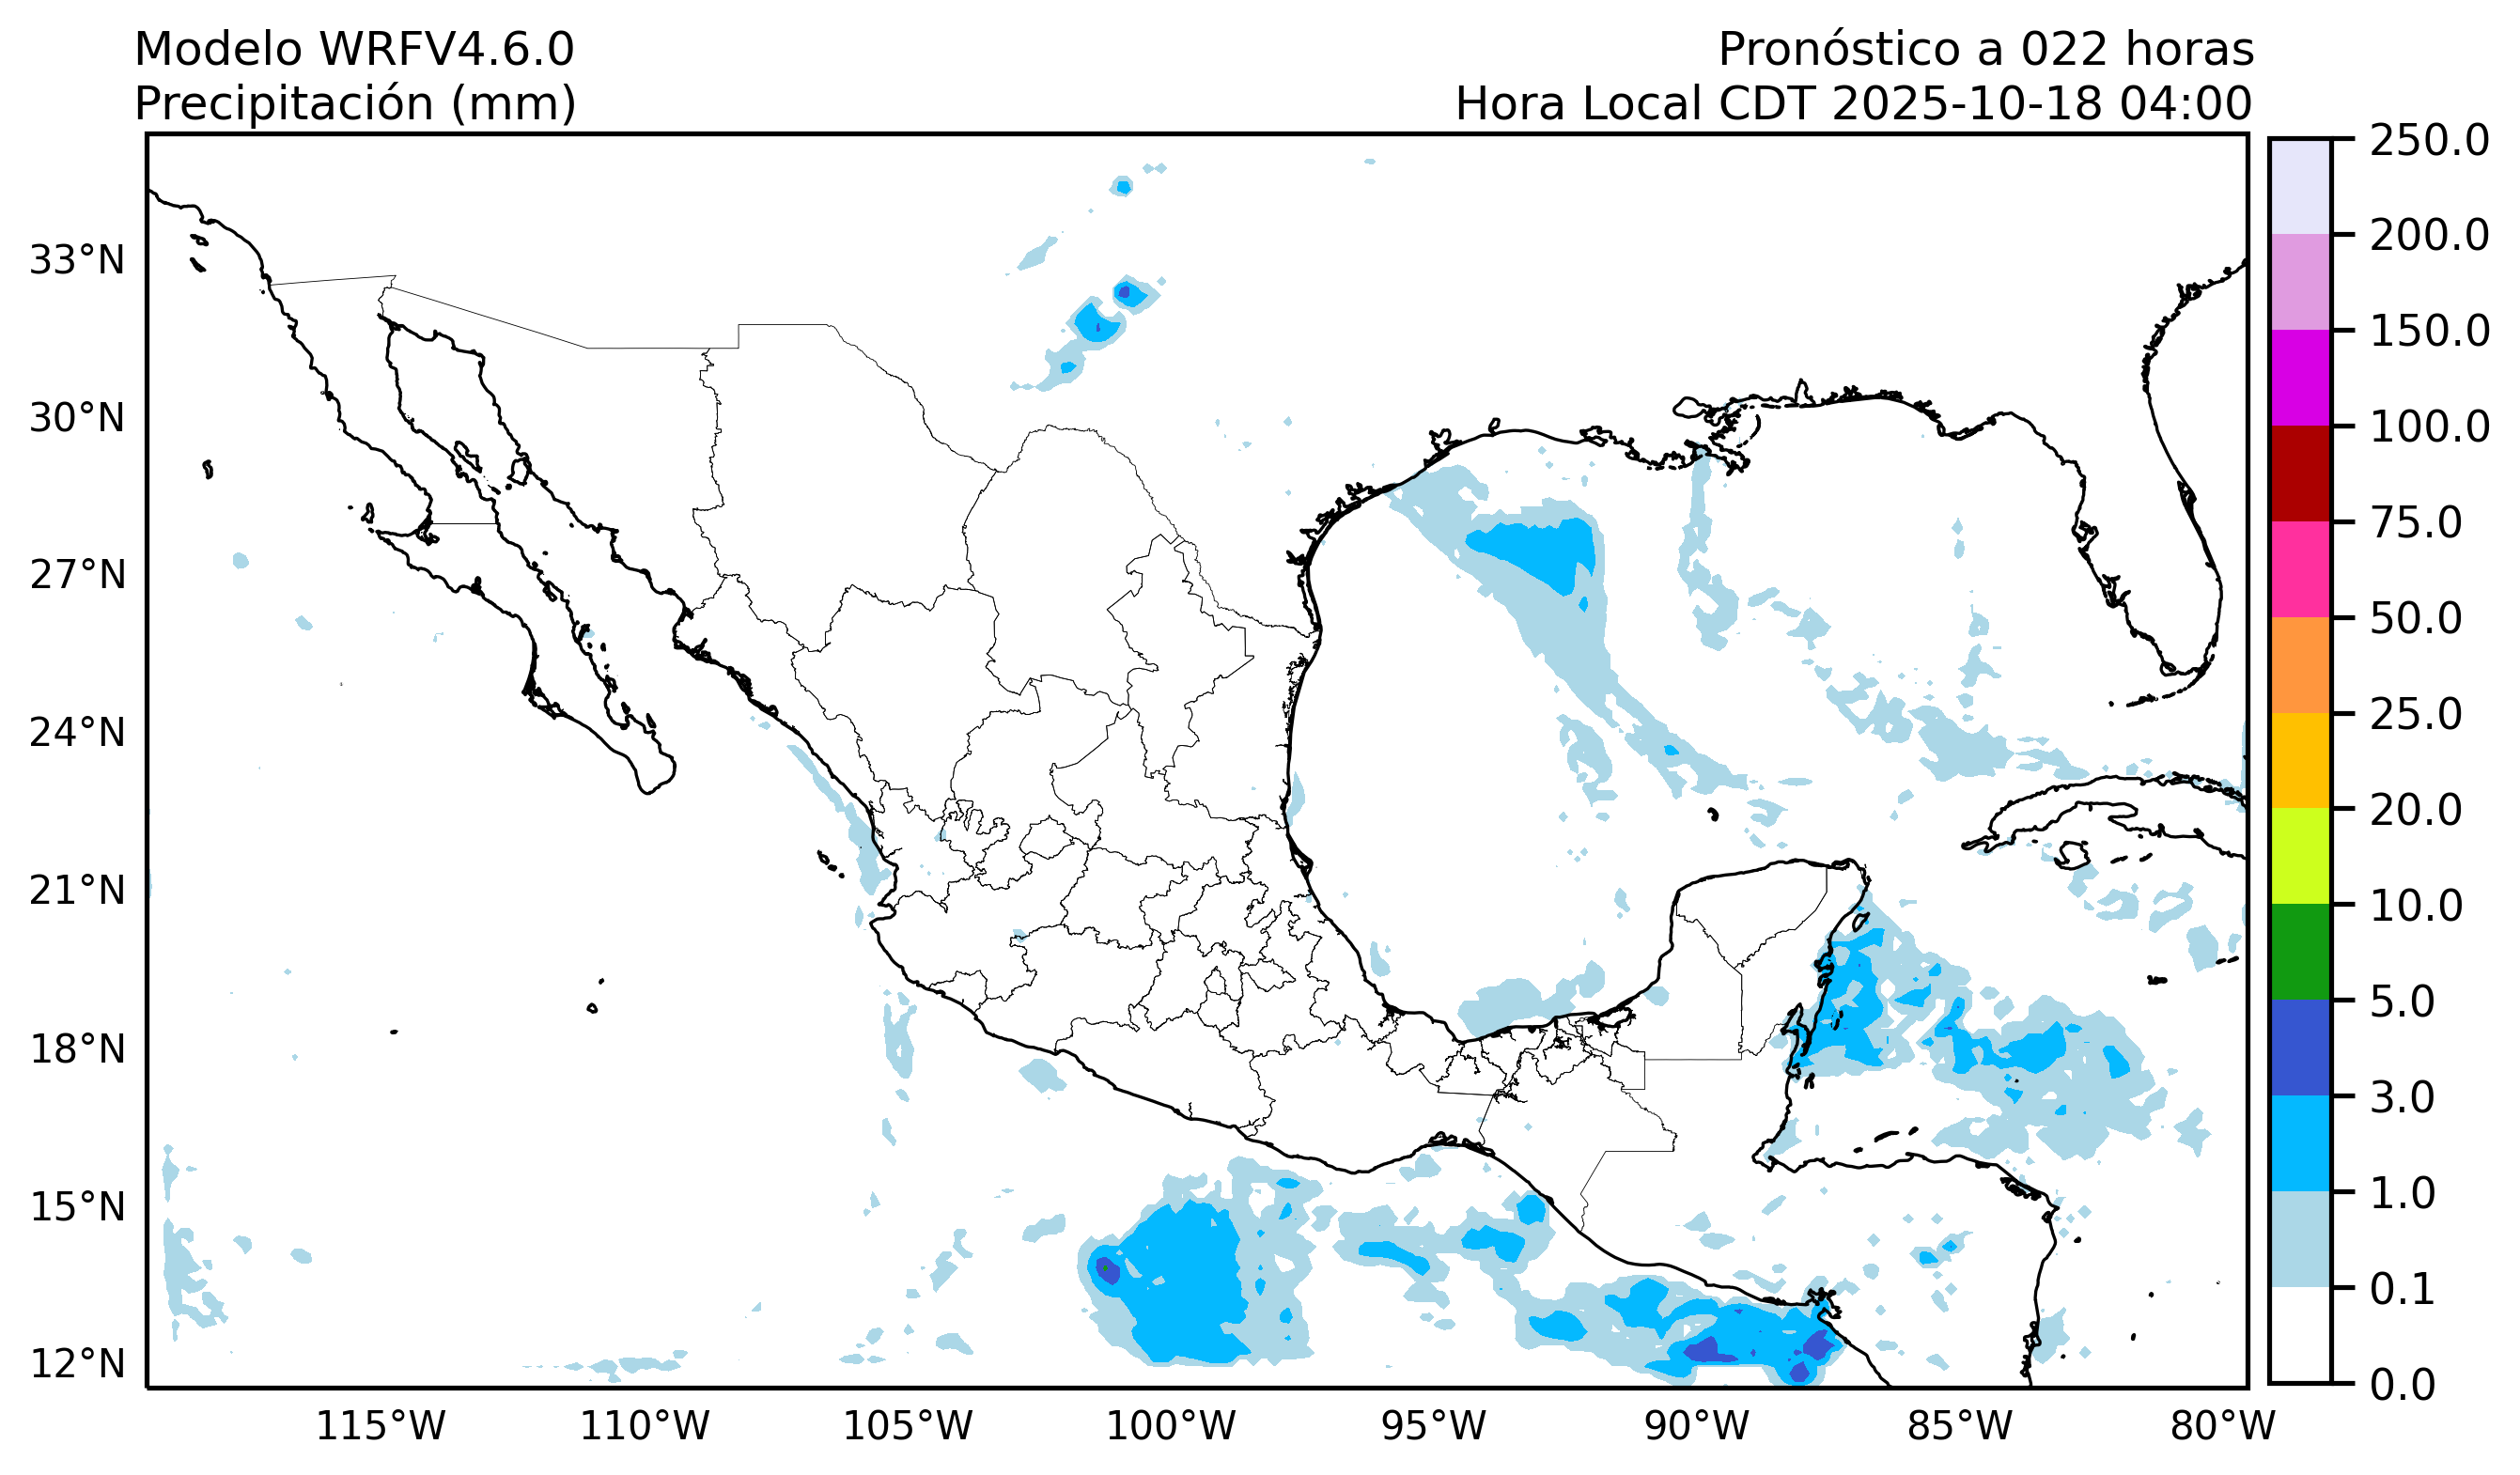 Modelo WRFV4.6.0
Precipitación (mm)
Pronóstico a 022 horas
Hora Local CDT 2025-10-18 04:00
33°N
30°N
27°N
24°N
21°N
18°N
15°N
12°N
115°W
110°W
105°W
100°W
95°W
90°W
85°W
80°W
250.0
200.0
150.0
100.0
75.0
50.0
25.0
20.0
10.0
5.0
3.0
1.0
0.1
0.0